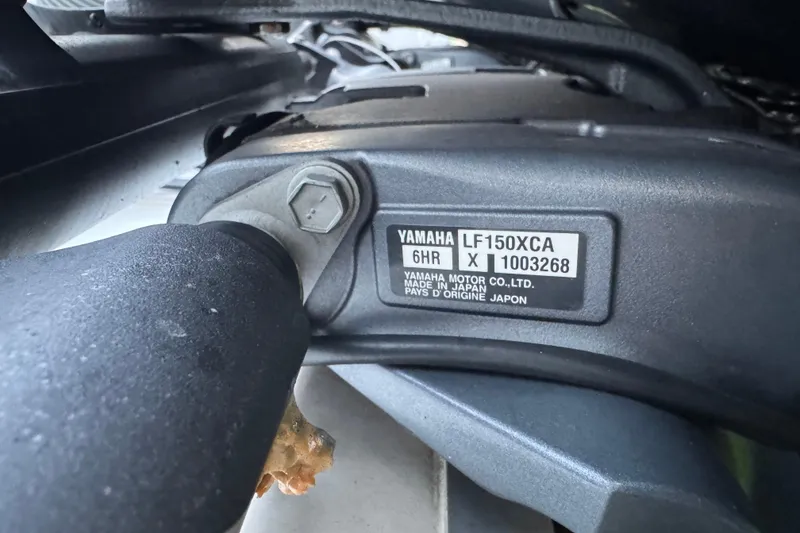 YAMAHA LF150XCA
6HR X 1003268
YAMAHA MOTOR CO.,LTD.
MADE IN JAPAN
PAYS D'ORIGINE JAPON